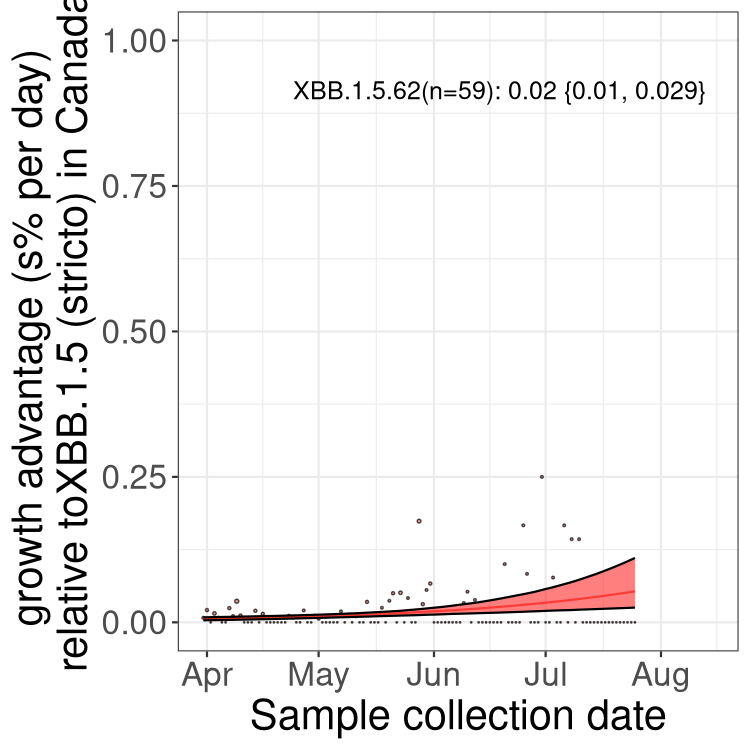 growth advantage (s% per day)
relative toXBB.1.5 (stricto) in Canada
1.00
0.75
0.50
0.25
0.00
XBB.1.5.62(n=59): 0.02 {0.01, 0.029}
Apr May Jun Jul Aug
Sample collection date